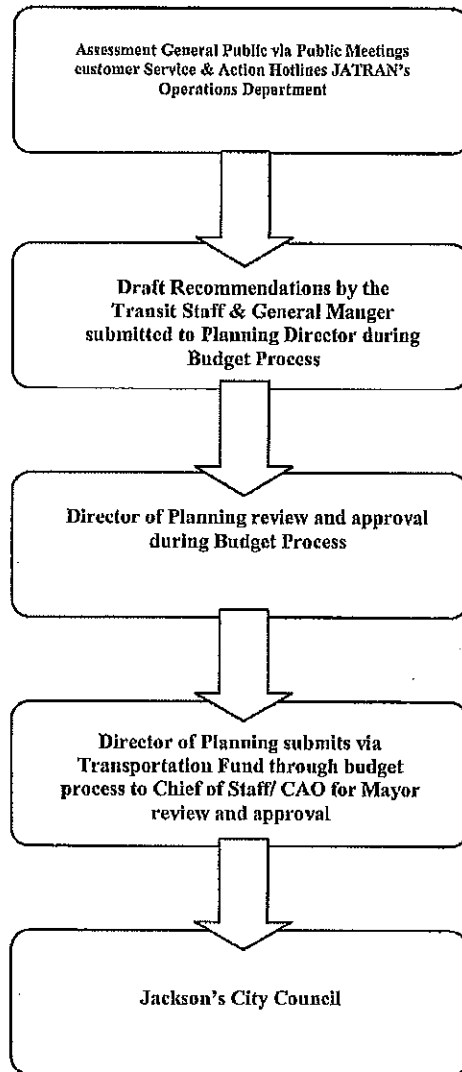 Assessment General Public via Public Meetings
customer Service & Action Hotlines JATRAN's
Operations Department
Draft Recommendations by the
Transit Staff & General Manger
submitted to Planning Director during
Budget Process
Director of Planning review and approval
during Budget Process
Director of Planning submits via
Transportation Fund through budget
process to Chief of Staff/ CAO for Mayor
review and approval
Jackson's City Council